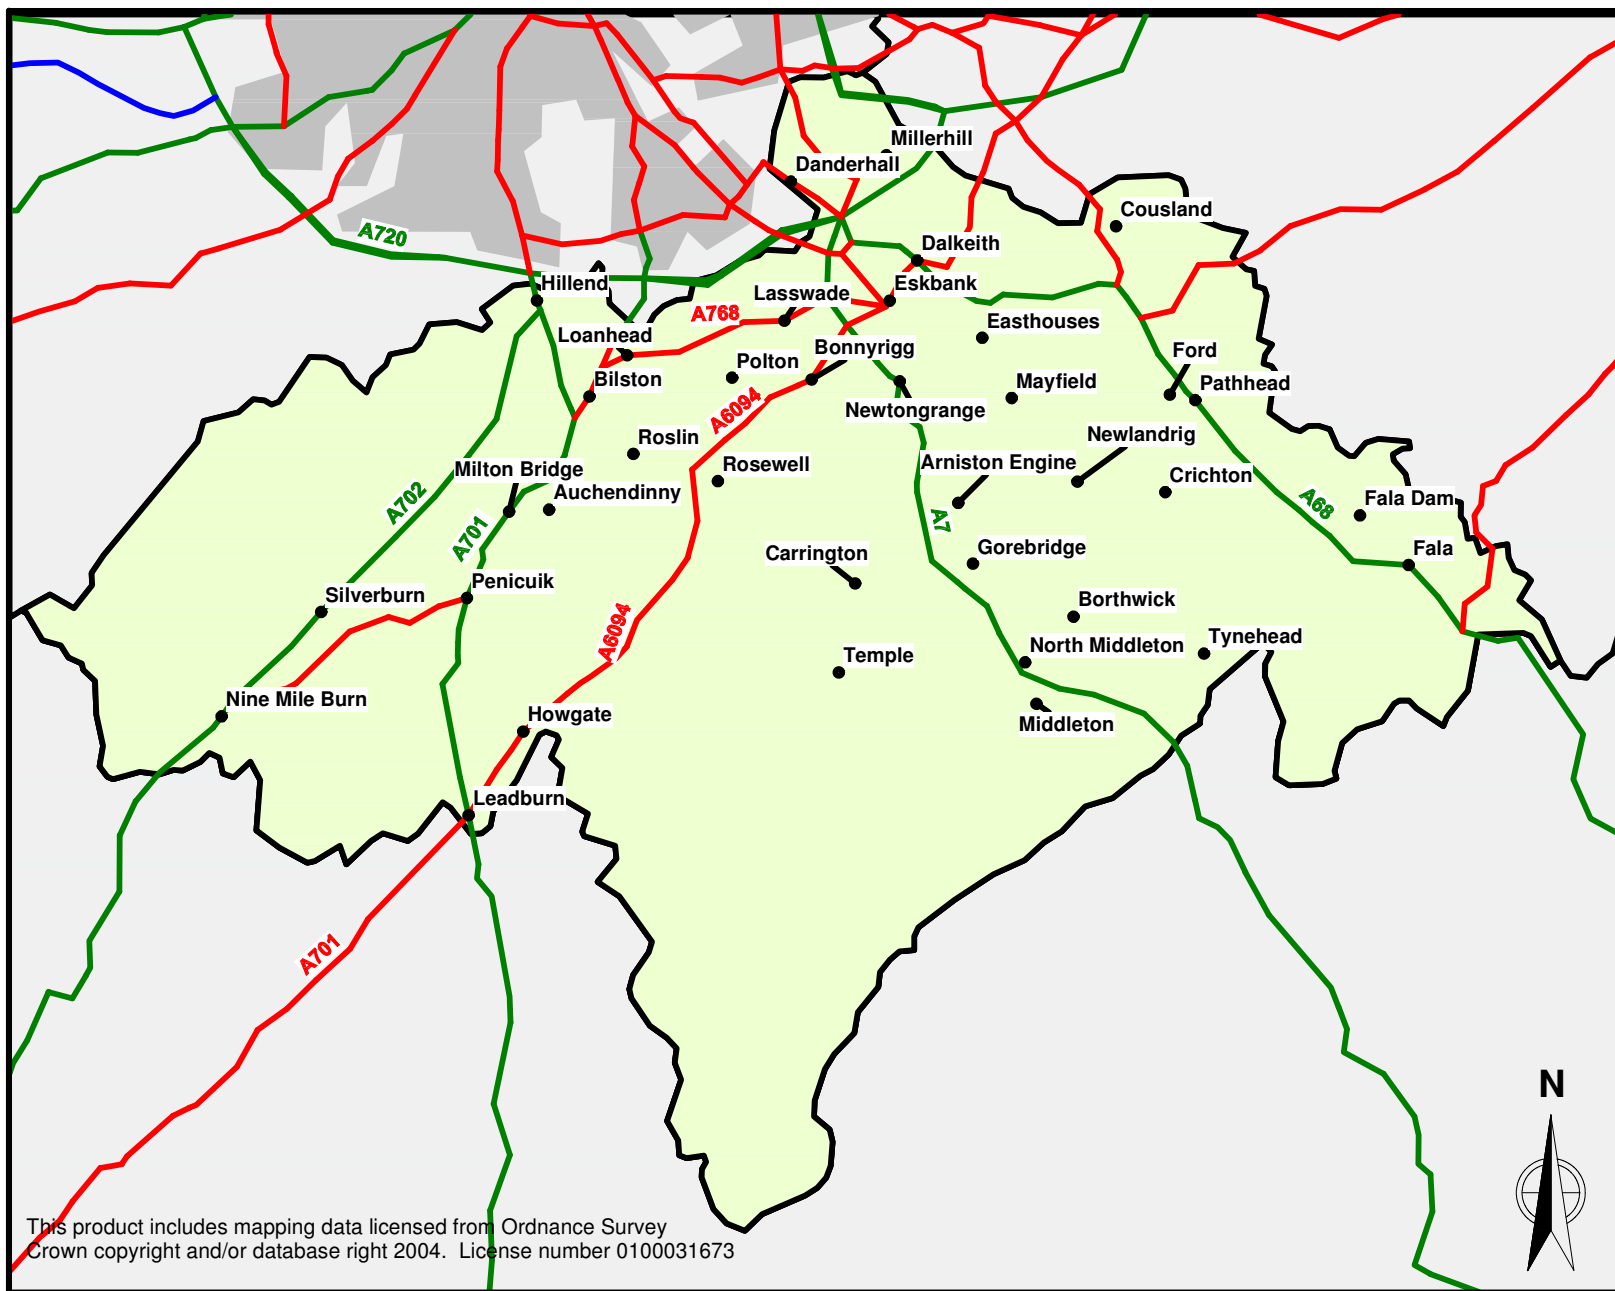 Millerhill
Danderhall
Cousland
A720
Dalkeith
Hillend
Eskbank
Lasswade
A768
Easthouses
Loanhead
Bonnyrigg
Ford
Polton
Bilston
Mayfield
Pathhead
A6094
Newtongrange
Roslin
Newlandrig
Milton Bridge
Rosewell
Arniston Engine
Crichton
A702
Auchendinny
A68
Fala Dam
A701
A7
Carrington
Gorebridge
Fala
Silverburn
Penicuik
Borthwick
A6094
Tynehead
North Middleton
Temple
Nine Mile Burn
Howgate
Middleton
Leadburn
A701
N
This product includes mapping data licensed from Ordnance Survey
Crown copyright and/or database right 2004.  License number 0100031673